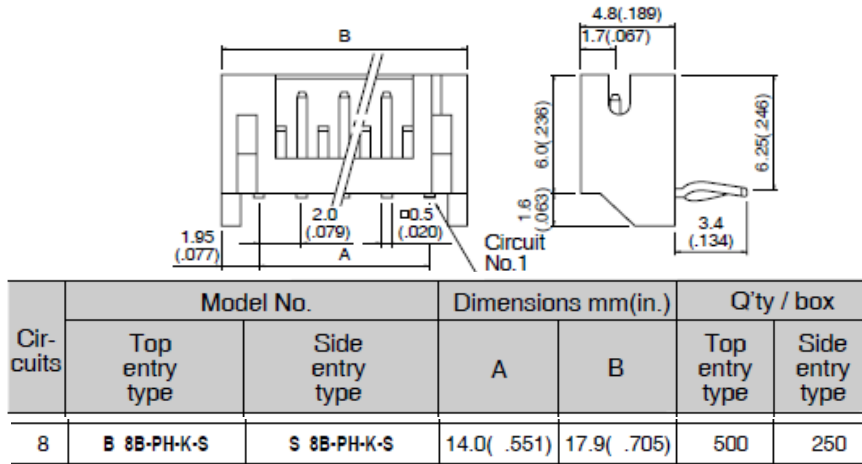 4.8(.189)
1.7(.067)
B
6.0(.236)
6.25(.246)
1.6
(.063)
2.0
(.079)
□0.5
(.020)
3.4
(.134)
1.95
(.077)
A
Circuit
No.1
Cir-
cuits
Model No.
Dimensions mm(in.)
Q'ty / box
Top
entry
type
Side
entry
type
A
B
Top
entry
type
Side
entry
type
8
B 8B-PH-K-S
S 8B-PH-K-S
14.0( .551)
17.9( .705)
500
250